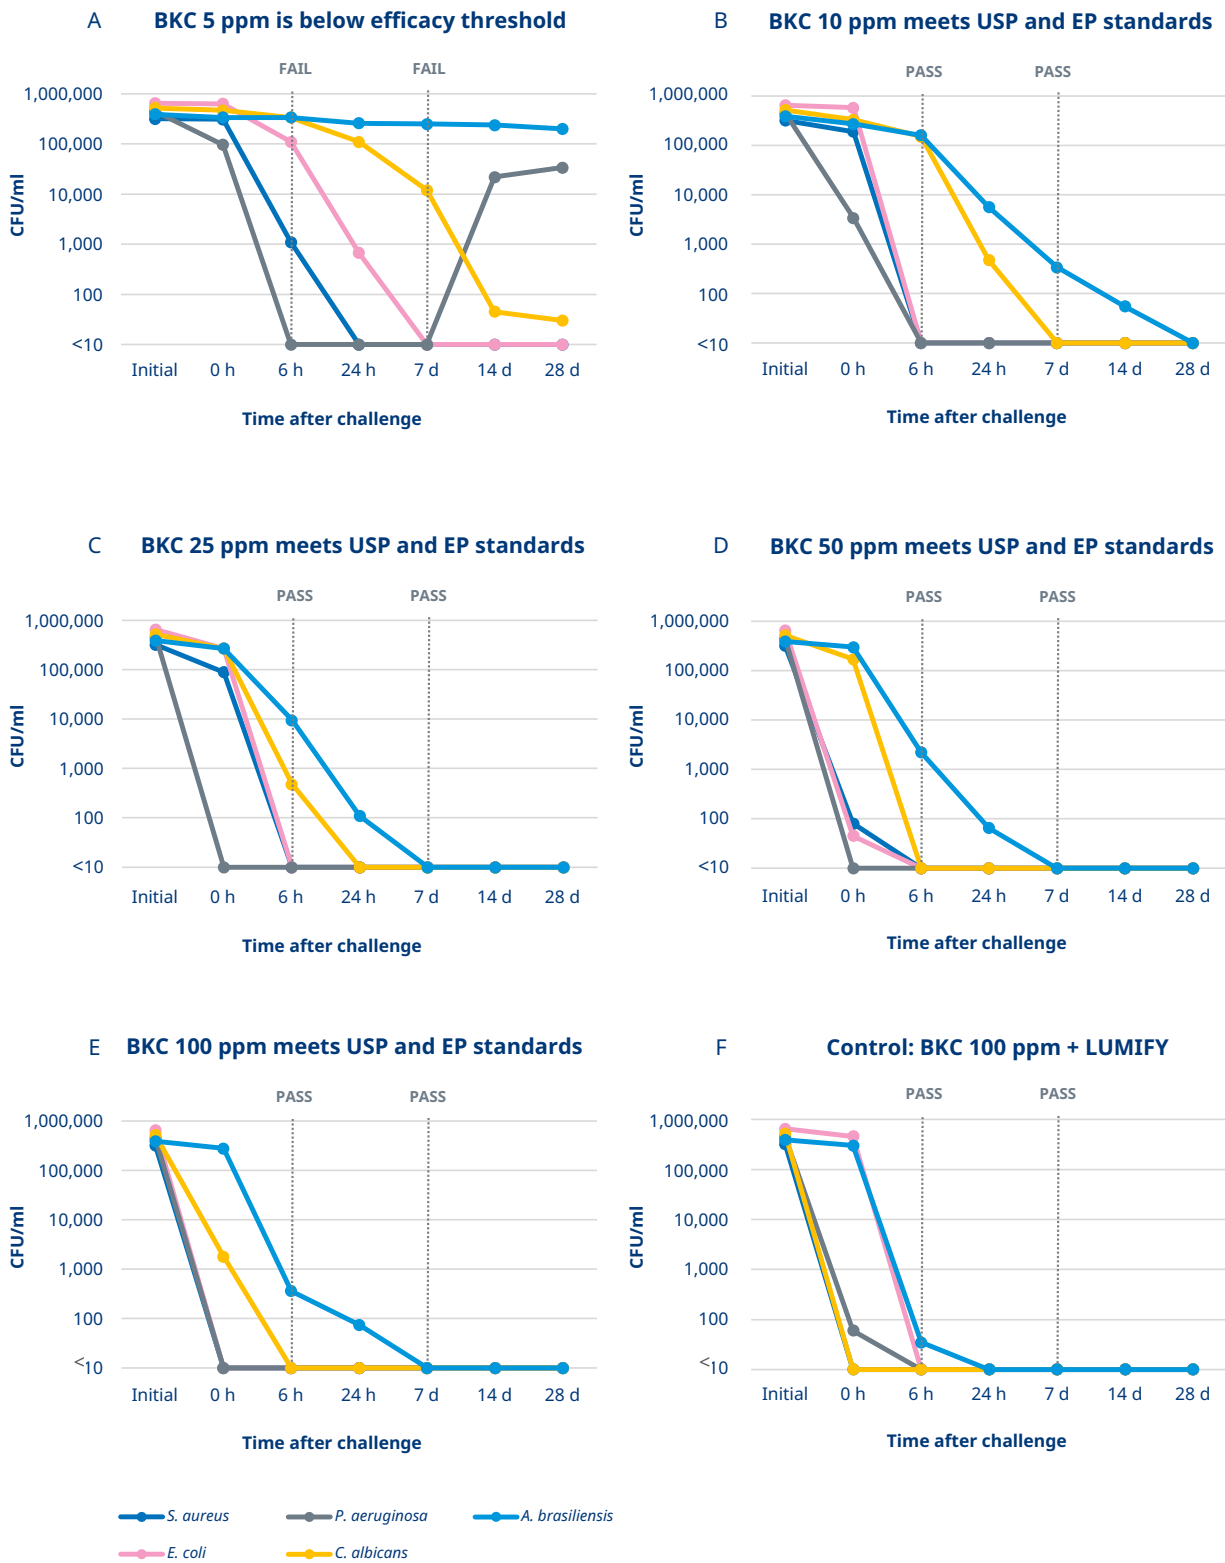 A
BKC 5 ppm is below efficacy threshold
FAIL
FAIL
1,000,000
100,000
10,000
1,000
100
<10
CFU/ml
Initial
0 h
6 h
24 h
7 d
14 d
28 d
Time after challenge
B
BKC 10 ppm meets USP and EP standards
PASS
PASS
1,000,000
100,000
10,000
1,000
100
<10
CFU/ml
Initial
0 h
6 h
24 h
7 d
14 d
28 d
Time after challenge
C
BKC 25 ppm meets USP and EP standards
PASS
PASS
1,000,000
100,000
10,000
1,000
100
<10
CFU/ml
Initial
0 h
6 h
24 h
7 d
14 d
28 d
Time after challenge
D
BKC 50 ppm meets USP and EP standards
PASS
PASS
1,000,000
100,000
10,000
1,000
100
<10
CFU/ml
Initial
0 h
6 h
24 h
7 d
14 d
28 d
Time after challenge
E
BKC 100 ppm meets USP and EP standards
PASS
PASS
1,000,000
100,000
10,000
1,000
100
<10
CFU/ml
Initial
0 h
6 h
24 h
7 d
14 d
28 d
Time after challenge
F
Control: BKC 100 ppm + LUMIFY
PASS
PASS
1,000,000
100,000
10,000
1,000
100
<10
CFU/ml
Initial
0 h
6 h
24 h
7 d
14 d
28 d
Time after challenge
S. aureus
P. aeruginosa
A. brasiliensis
E. coli
C. albicans